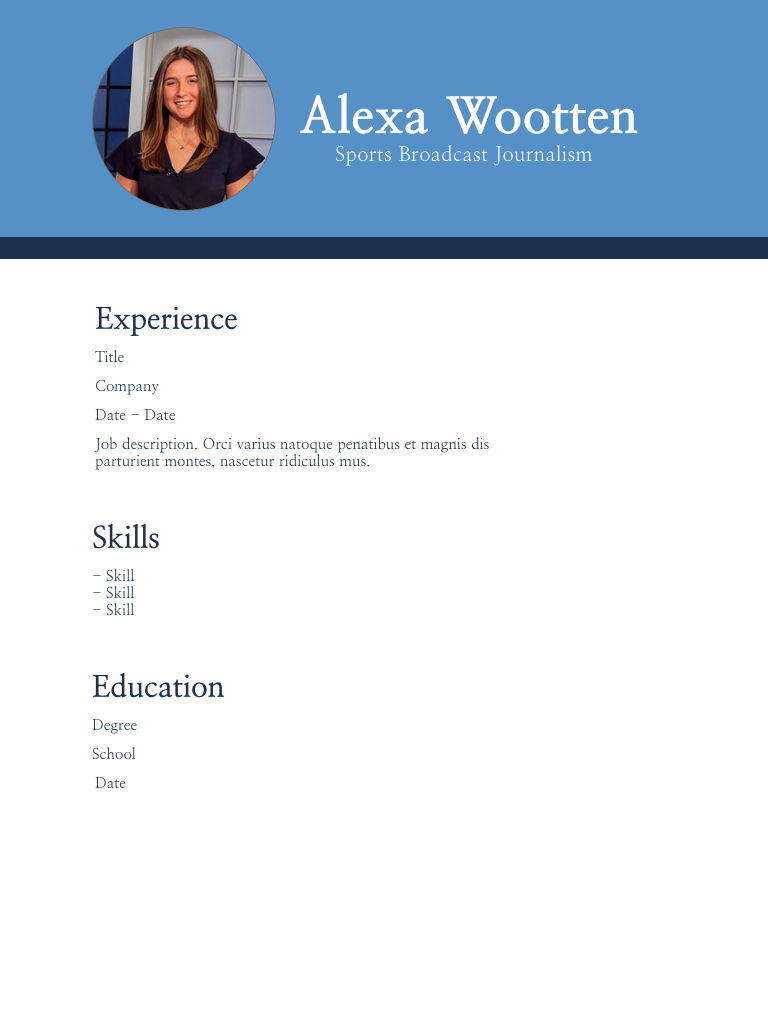 Alexa Wootten
Sports Broadcast Journalism
Experience
Title
Company
Date – Date
Job description. Orci varius natoque penatibus et magnis dis
parturient montes, nascetur ridiculus mus.
Skills
– Skill
– Skill
– Skill
Education
Degree
School
Date